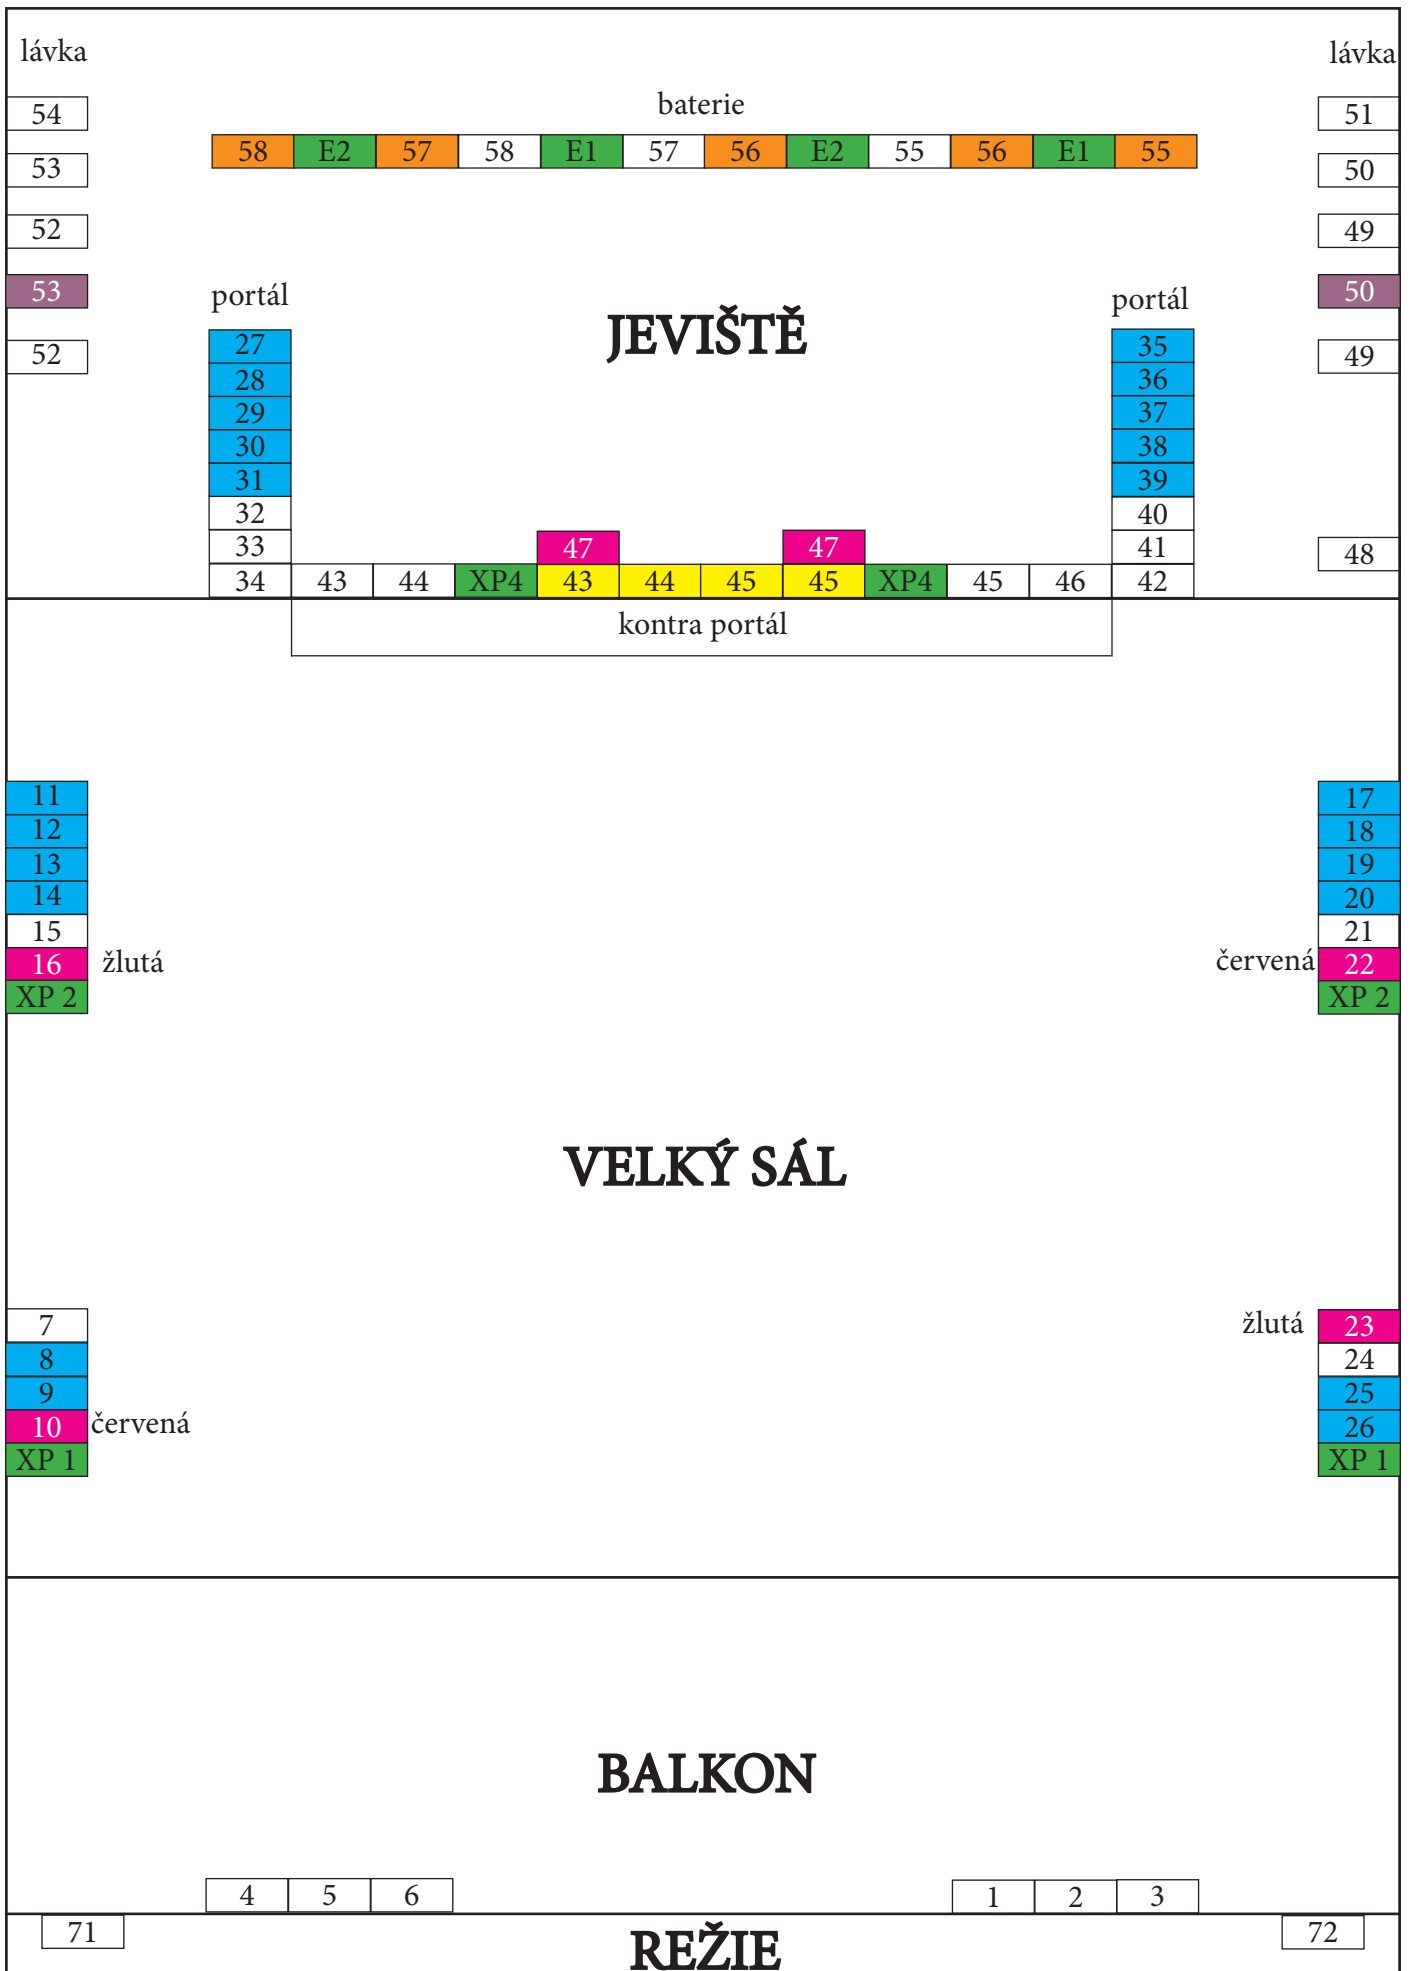 lávka lávka
54 baterie 51
58 E2 57 58 E1 57 56 E2 55 56 E1 55
53 50
52 49
53 portál portál 50
JEVIŠTĚ
52 27 35 49
28 36
29 37
30 38
31 39
32 40
33 47 47 41 48
34 43 44 XP4 43 44 45 45 XP4 45 46 42
kontra portál
11 17
12 18
13 19
14 20
15 21
16 žlutá červená 22
XP 2 XP 2
VELKÝ SÁL
7 žlutá 23
8 24
9 25
10 červená 26
XP 1 XP 1
BALKON
4 5 6 1 2 3
71 REŽIE 72